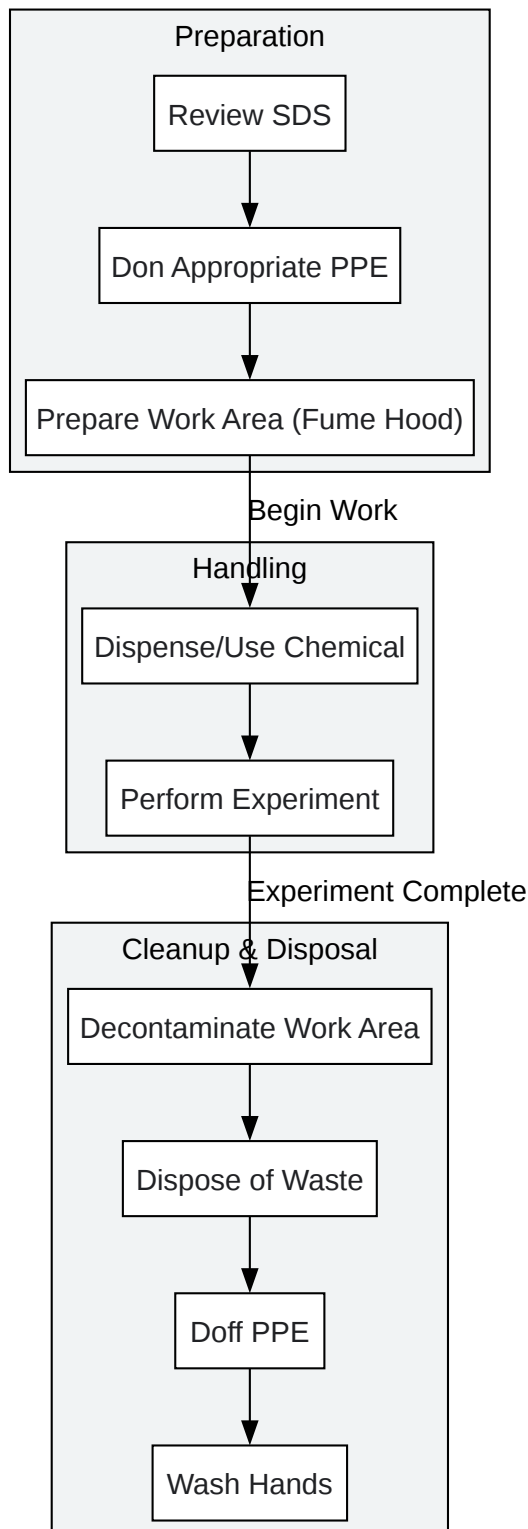 Preparation
Review SDS
Don Appropriate PPE
Prepare Work Area (Fume Hood)
Begin Work
Handling
Dispense/Use Chemical
Perform Experiment
Experiment Complete
Cleanup & Disposal
Decontaminate Work Area
Dispose of Waste
Doff PPE
Wash Hands